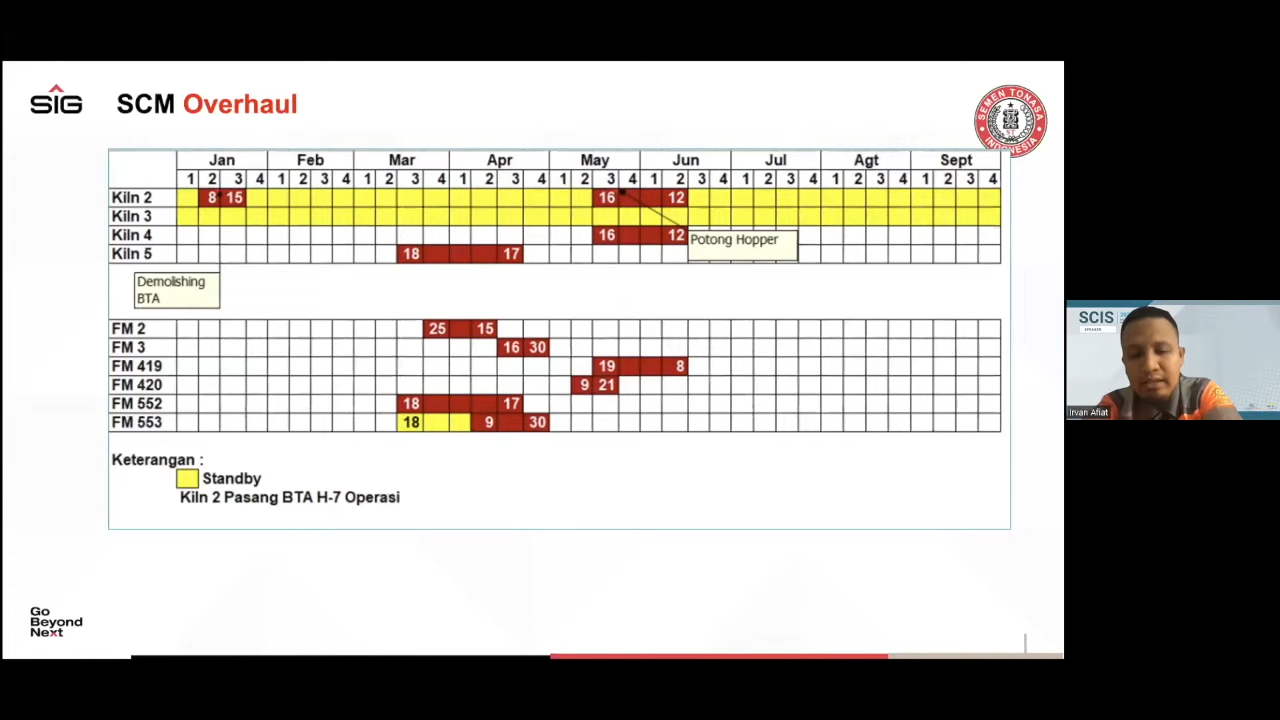 SIG
SCM Overhaul
SEMEN TONASA
INDONESIA
Jan Feb Mar Apr May Jun Jul Agt Sept
1 2 3 4 1 2 3 4 1 2 3 4 1 2 3 4 1 2 3 4 1 2 3 4 1 2 3 4 1 2 3 4 1 2 3 4
Kiln 2 8 15 16 12
Kiln 3
Kiln 4 16 12
Potong Hopper
Kiln 5 18 17
Demolishing
BTA
FM 2 25 15
FM 3 16 30
FM 419 19 8
FM 420 9 21
FM 552 18 17
FM 553 18 9 30
Keterangan :
Standby
Kiln 2 Pasang BTA H-7 Operasi
Go
Beyond
Next
SCIS
SPEAKER
Irvan Afiat